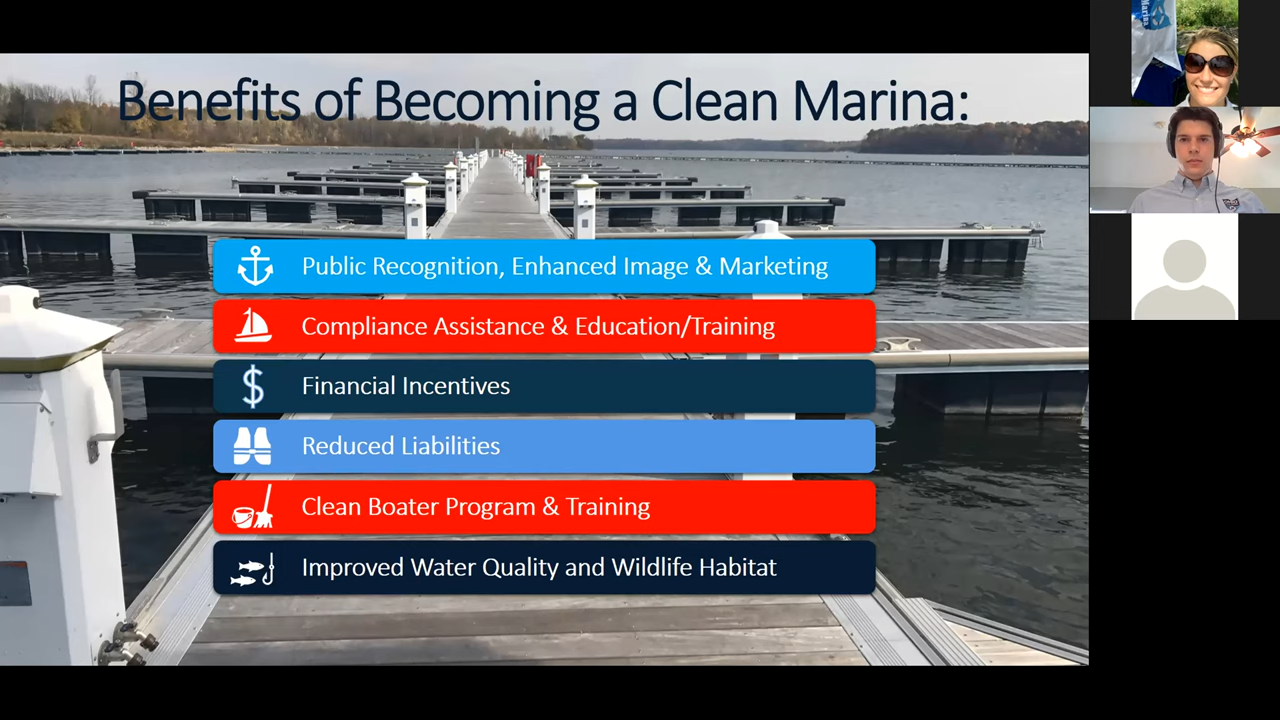 Benefits of Becoming a Clean Marina:
Public Recognition, Enhanced Image & Marketing
Compliance Assistance & Education/Training
Financial Incentives
Reduced Liabilities
Clean Boater Program & Training
Improved Water Quality and Wildlife Habitat
Marina